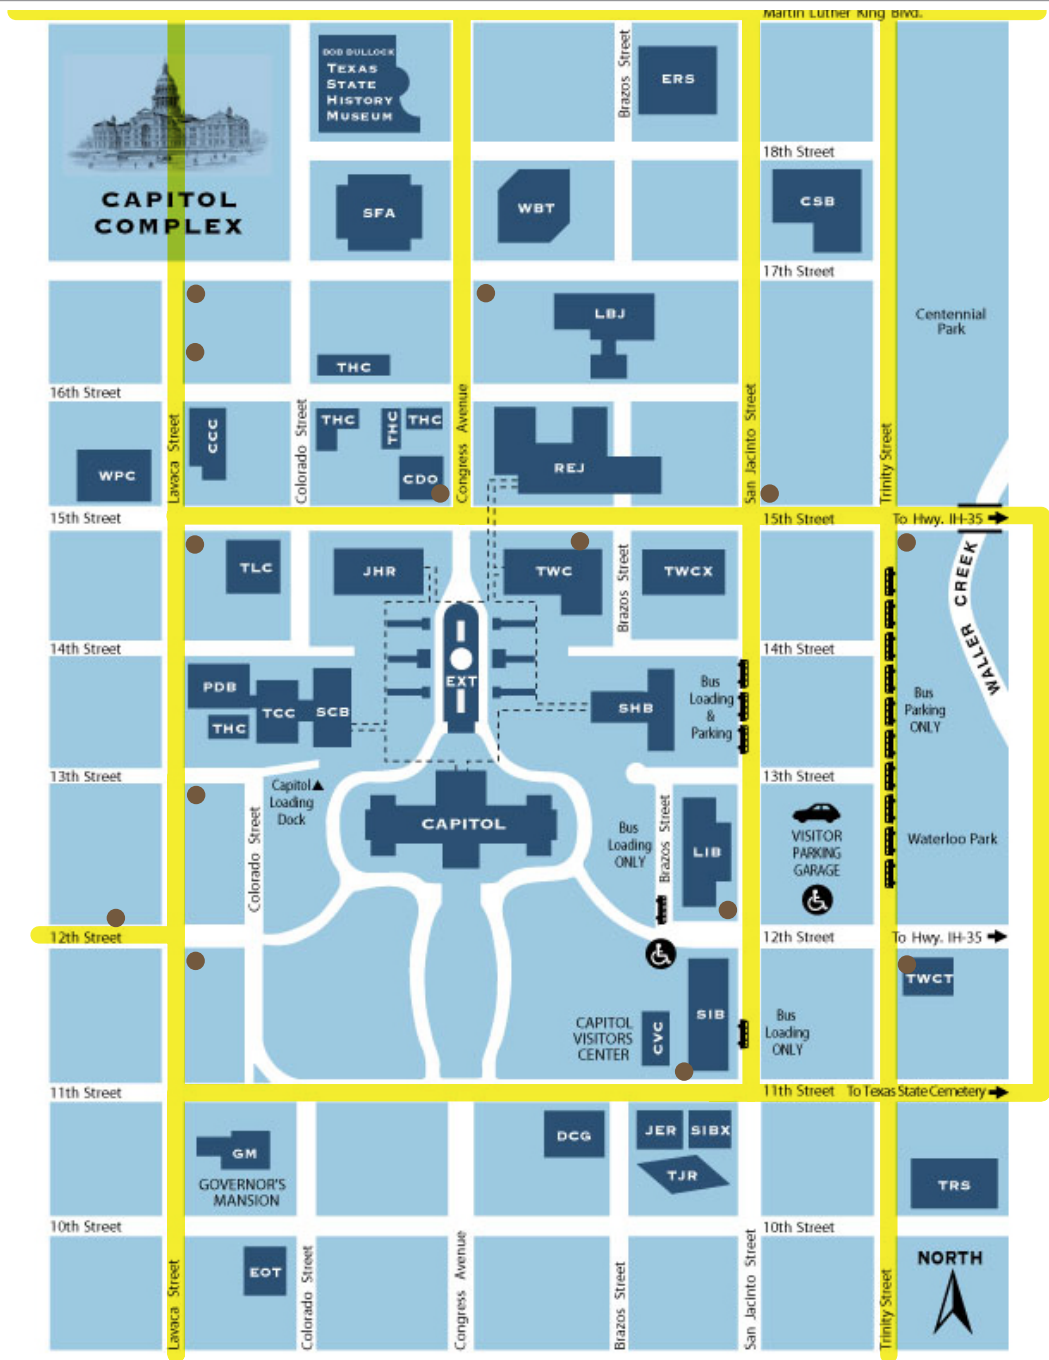 Martin Luther King Blvd.
CAPITOL
COMPLEX
BOB BULLOCK
TEXAS
STATE
HISTORY
MUSEUM
Brazos Street
ERS
18th Street
SFA
WBT
CSB
17th Street
LBJ
Centennial
Park
THC
16th Street
Lavaca Street
CCC
Colorado Street
THC
THC
THC
Congress Avenue
San Jacinto Street
Trinity Street
WPC
CDO
REJ
15th Street
15th Street
To Hwy. IH-35
TLC
JHR
TWC
Brazos Street
TWCX
WALLER CREEK
14th Street
14th Street
PDB
TCC
SCB
THC
EXT
SHB
Bus
Loading
&
Parking
Bus
Parking
ONLY
13th Street
13th Street
Capitol
Loading
Dock
Colorado Street
CAPITOL
Bus
Loading
ONLY
Brazos Street
LIB
VISITOR
PARKING
GARAGE
Waterloo Park
12th Street
12th Street
To Hwy. IH-35
TWCT
CAPITOL
VISITORS
CENTER
CVC
SIB
Bus
Loading
ONLY
11th Street
11th Street
To Texas State Cemetery
GM
GOVERNOR'S
MANSION
DCG
JER
SIBX
TJR
TRS
10th Street
10th Street
Lavaca Street
EOT
Colorado Street
Congress Avenue
Brazos Street
San Jacinto Street
Trinity Street
NORTH